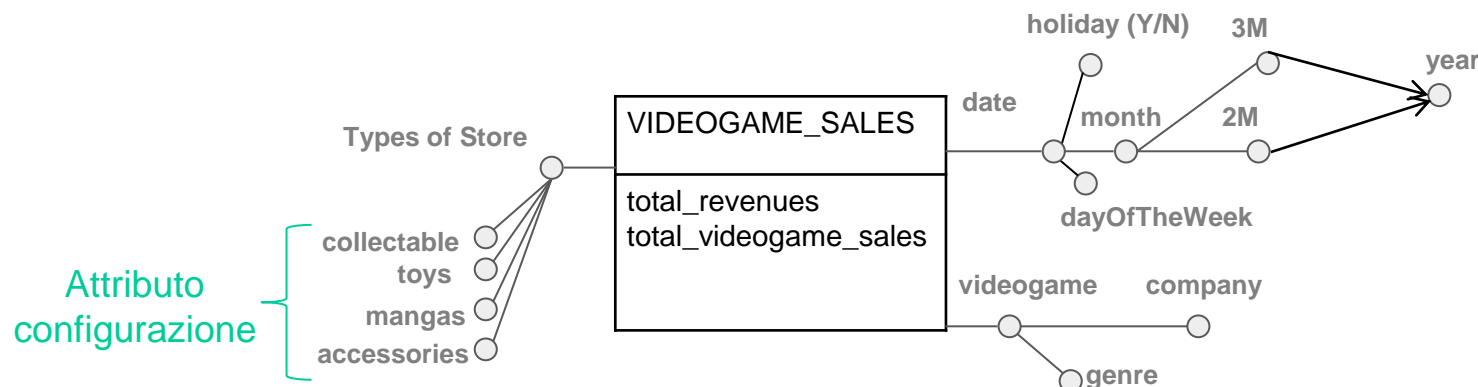 holiday (Y/N)
3M
year
date
month
2M
VIDEOGAME_SALES
Types of Store
total_revenues
total_videogame_sales
dayOfTheWeek
collectable
toys
mangas
accessories
Attributo
configurazione
videogame
company
genre